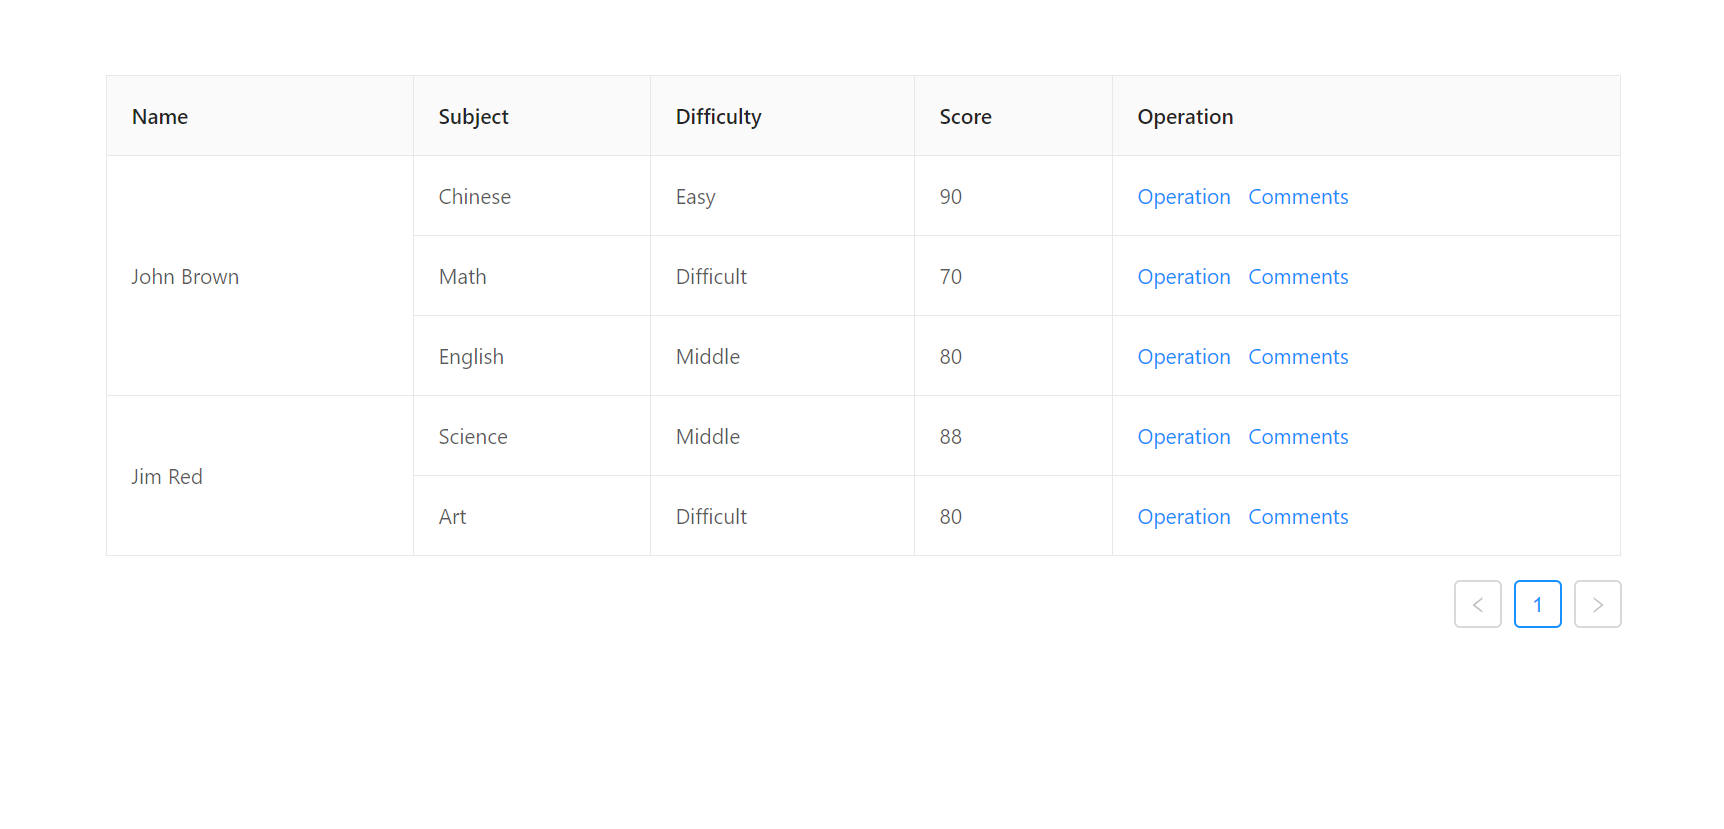 Name Subject Difficulty Score Operation
Chinese Easy 90 Operation Comments
John Brown Math Difficult 70 Operation Comments
English Middle 80 Operation Comments
Science Middle 88 Operation Comments
Jim Red
Art Difficult 80 Operation Comments
< 1 >